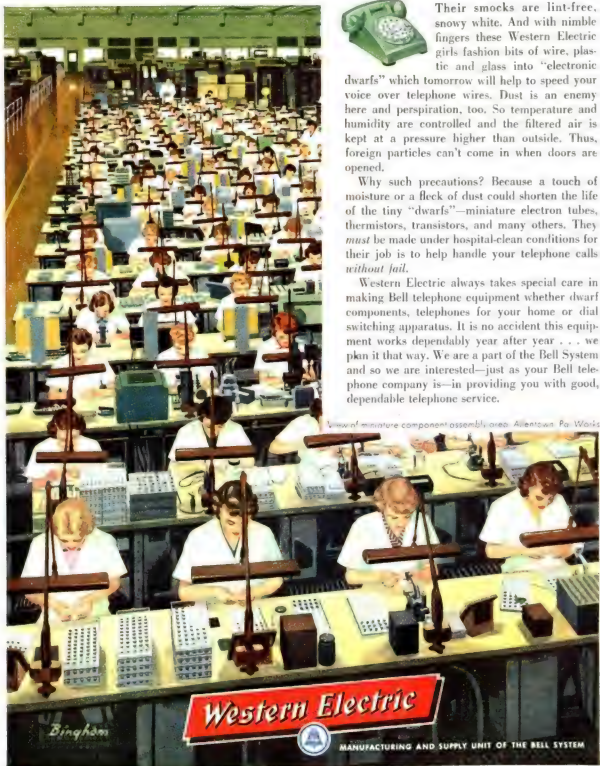 Their smocks are lint-free,
snowy white. And with nimble
fingers these Western Electric
girls fashion bits of wire, plas-
tic and glass into "electronic
dwarfs" which tomorrow will help to speed your
voice over telephone wires. Dust is an enemy
here and perspiration, too. So temperature and
humidity are controlled and the filtered air is
kept at a pressure higher than outside. Thus,
foreign particles can't come in when doors are
opened.
Why such precautions? Because a touch of
moisture or a fleck of dust could shorten the life
of the tiny "dwarfs"—miniature electron tubes,
thermistors, transistors, and many others. They
must be made under hospital-clean conditions for
their job is to help handle your telephone calls
without fail.
Western Electric always takes special care in
making Bell telephone equipment whether dwarf
components, telephones for your home or dial
switching apparatus. It is no accident this equip-
ment works dependably year after year . . . we
plan it that way. We are a part of the Bell System
and so we are interested—just as your Bell tele-
phone company is—in providing you with good,
dependable telephone service.
View of miniature component assembly area, Allentown, Pa. Works
Bingham
Western Electric
MANUFACTURING AND SUPPLY UNIT OF THE BELL SYSTEM